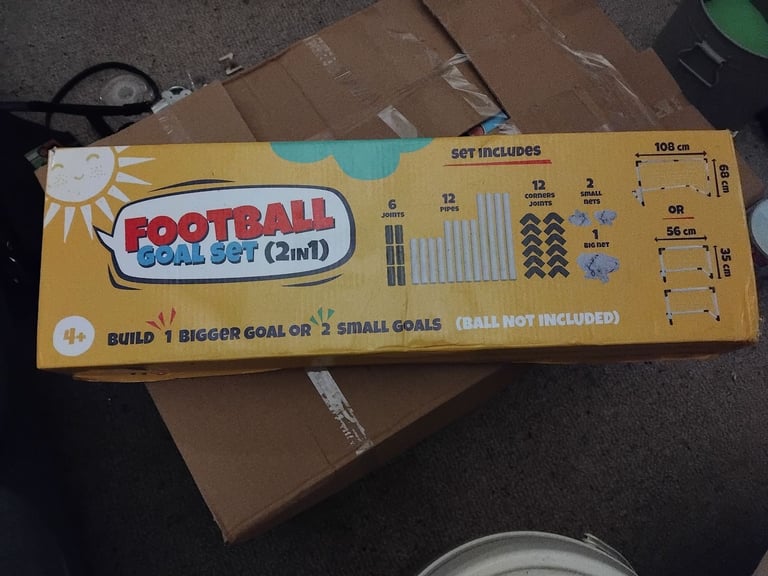 FOOTBALL
GOAL SET (2IN1)
SET INCLUDES
6
JOINTS
12
PIPES
12
CORNERS
JOINTS
2
SMALL
NETS
1
BIG NET
108 cm
68 cm
OR
56 cm
35 cm
4+
BUILD 1 BIGGER GOAL OR 2 SMALL GOALS (BALL NOT INCLUDED)